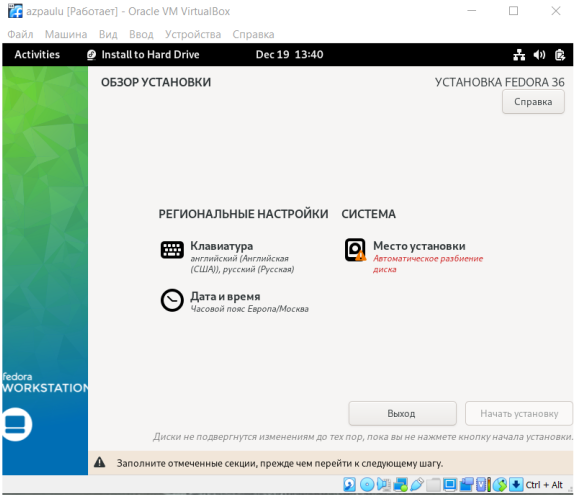 azpaulu [Работает] - Oracle VM VirtualBox
Файл Машина Вид Ввод Устройства Справка
Activities Install to Hard Drive Dec 19 13:40
ОБЗОР УСТАНОВКИ
УСТАНОВКА FEDORA 36
Справка
РЕГИОНАЛЬНЫЕ НАСТРОЙКИ
СИСТЕМА
Клавиатура
английский (Английская
(США)), русский (Русская)
Место установки
Автоматическое разбиение
диска
Дата и время
Часовой пояс Европа/Москва
fedora
WORKSTATION
Выход
Начать установку
Диски не подвергнутся изменениям до тех пор, пока вы не нажмете кнопку начала установки.
Заполните отмеченные секции, прежде чем перейти к следующему шагу.
Ctrl + Alt